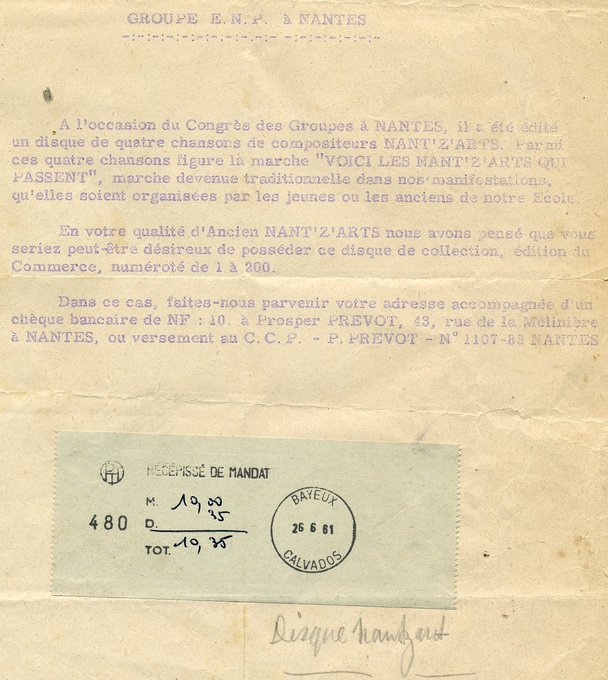 GROUPE E.N.P. à NANTES
-:-:-:-:-:-:-:-:-:-:-:-:-:-:-:-
A l'occasion du Congrès des Groupes à NANTES, il a été édité
un disque de quatre chansons de compositeurs NANT'Z'ARTS. Parmi
ces quatre chansons figure la marche "VOICI LES NANT'Z'ARTS QUI
PASSENT", marche devenue traditionnelle dans nos manifestations,
qu'elles soient organisées par les jeunes ou les anciens de notre Ecole.
En votre qualité d'Ancien NANT'Z'ARTS nous avons pensé que vous
seriez peut-être désireux de posséder ce disque de collection, édition du
Commerce, numéroté de 1 à 200.
Dans ce cas, faites-nous parvenir votre adresse accompagnée d'un
chèque bancaire de NF : 10. à Prosper PREVOT, 43, rue de la Mélinière
à NANTES, ou versement au C.C.P. - P. PREVOT - N° 1107-83 NANTES
RÉCÉPISSÉ DE MANDAT
M. 10,00
480 D. 35
TOT. 10,35
BAYEUX
26 6 61
CALVADOS
Disque nantzart